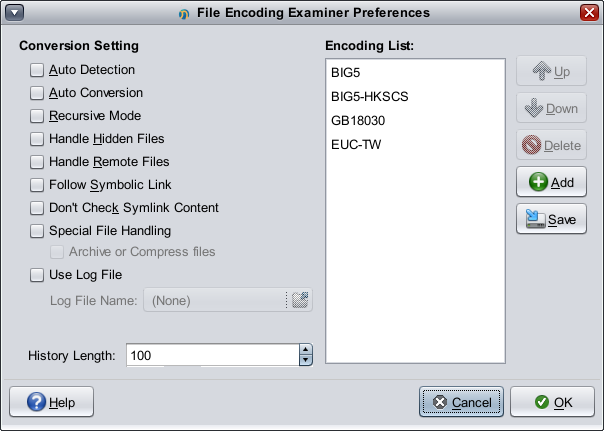 File Encoding Examiner Preferences
Conversion Setting
Auto Detection
Auto Conversion
Recursive Mode
Handle Hidden Files
Handle Remote Files
Follow Symbolic Link
Don't Check Symlink Content
Special File Handling
Archive or Compress files
Use Log File
Log File Name: (None)
History Length: 100
Encoding List:
BIG5
BIG5-HKSCS
GB18030
EUC-TW
Up
Down
Delete
Add
Save
Help
Cancel
OK